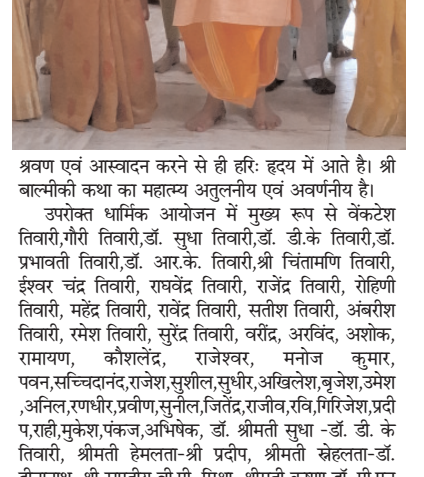 श्रवण एवं आस्वादन करने से ही हरिः हृदय में आते है। श्री
बाल्मीकी कथा का महात्म्य अतुलनीय एवं अवर्णनीय है।
उपरोक्त धार्मिक आयोजन में मुख्य रूप से वेंकटेश
तिवारी,गौरी तिवारी,डॉ. सुधा तिवारी,डॉ. डी.के तिवारी,डॉ.
प्रभावती तिवारी,डॉ. आर.के. तिवारी,श्री चिंतामणि तिवारी,
ईश्वर चंद्र तिवारी, राघवेंद्र तिवारी, राजेंद्र तिवारी, रोहिणी
तिवारी, महेंद्र तिवारी, रावेंद्र तिवारी, सतीश तिवारी, अंबरीश
तिवारी, रमेश तिवारी, सुरेंद्र तिवारी, वरींद्र, अरविंद, अशोक,
रामायण, कौशलेंद्र, राजेश्वर, मनोज कुमार,
पवन,सच्चिदानंद,राजेश,सुशील,सुधीर,अखिलेश,बृजेश,उमेश
,अनिल,रणधीर,प्रवीण,सुनील,जितेंद्र,राजीव,रवि,गिरिजेश,प्रदी
प,राही,मुकेश,पंकज,अभिषेक, डॉ. श्रीमती सुधा -डॉ. डी. के
तिवारी, श्रीमती हेमलता-श्री प्रदीप, श्रीमती स्नेहलता-डॉ.